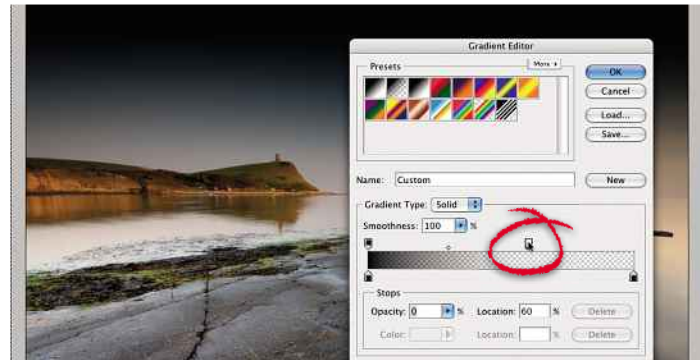 Gradient Editor
Presets
More
OK
Cancel
Load...
Save...
Name: Custom
New
Gradient Type: Solid
Smoothness: 100 %
Stops
Opacity: 0 % Location: 60 % Delete
Color: Location: % Delete